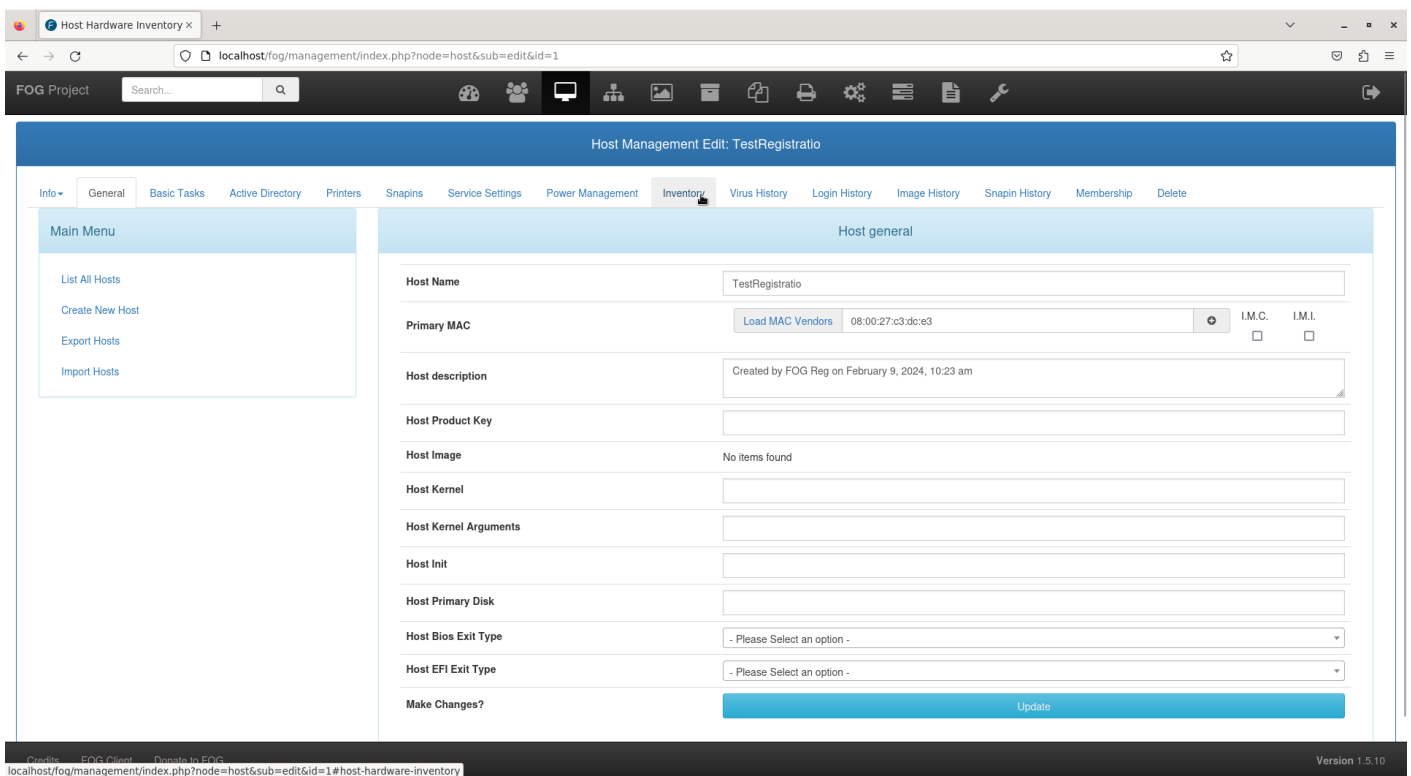 Host Hardware Inventory × +
localhost/fog/management/index.php?node=host&sub=edit&id=1
FOG Project Search...
Host Management Edit: TestRegistratio
Info General Basic Tasks Active Directory Printers Snapins Service Settings Power Management Inventory Virus History Login History Image History Snapin History Membership Delete
Main Menu
List All Hosts
Create New Host
Export Hosts
Import Hosts
Host general
Host Name TestRegistratio
Primary MAC Load MAC Vendors 08:00:27:c3:dc:e3 I.M.C. I.M.I.
Host description Created by FOG Reg on February 9, 2024, 10:23 am
Host Product Key
Host Image No items found
Host Kernel
Host Kernel Arguments
Host Init
Host Primary Disk
Host Bios Exit Type - Please Select an option -
Host EFI Exit Type - Please Select an option -
Make Changes? Update
Credits FOG Client Donate to FOG Version 1.5.10
localhost/fog/management/index.php?node=host&sub=edit&id=1#host-hardware-inventory